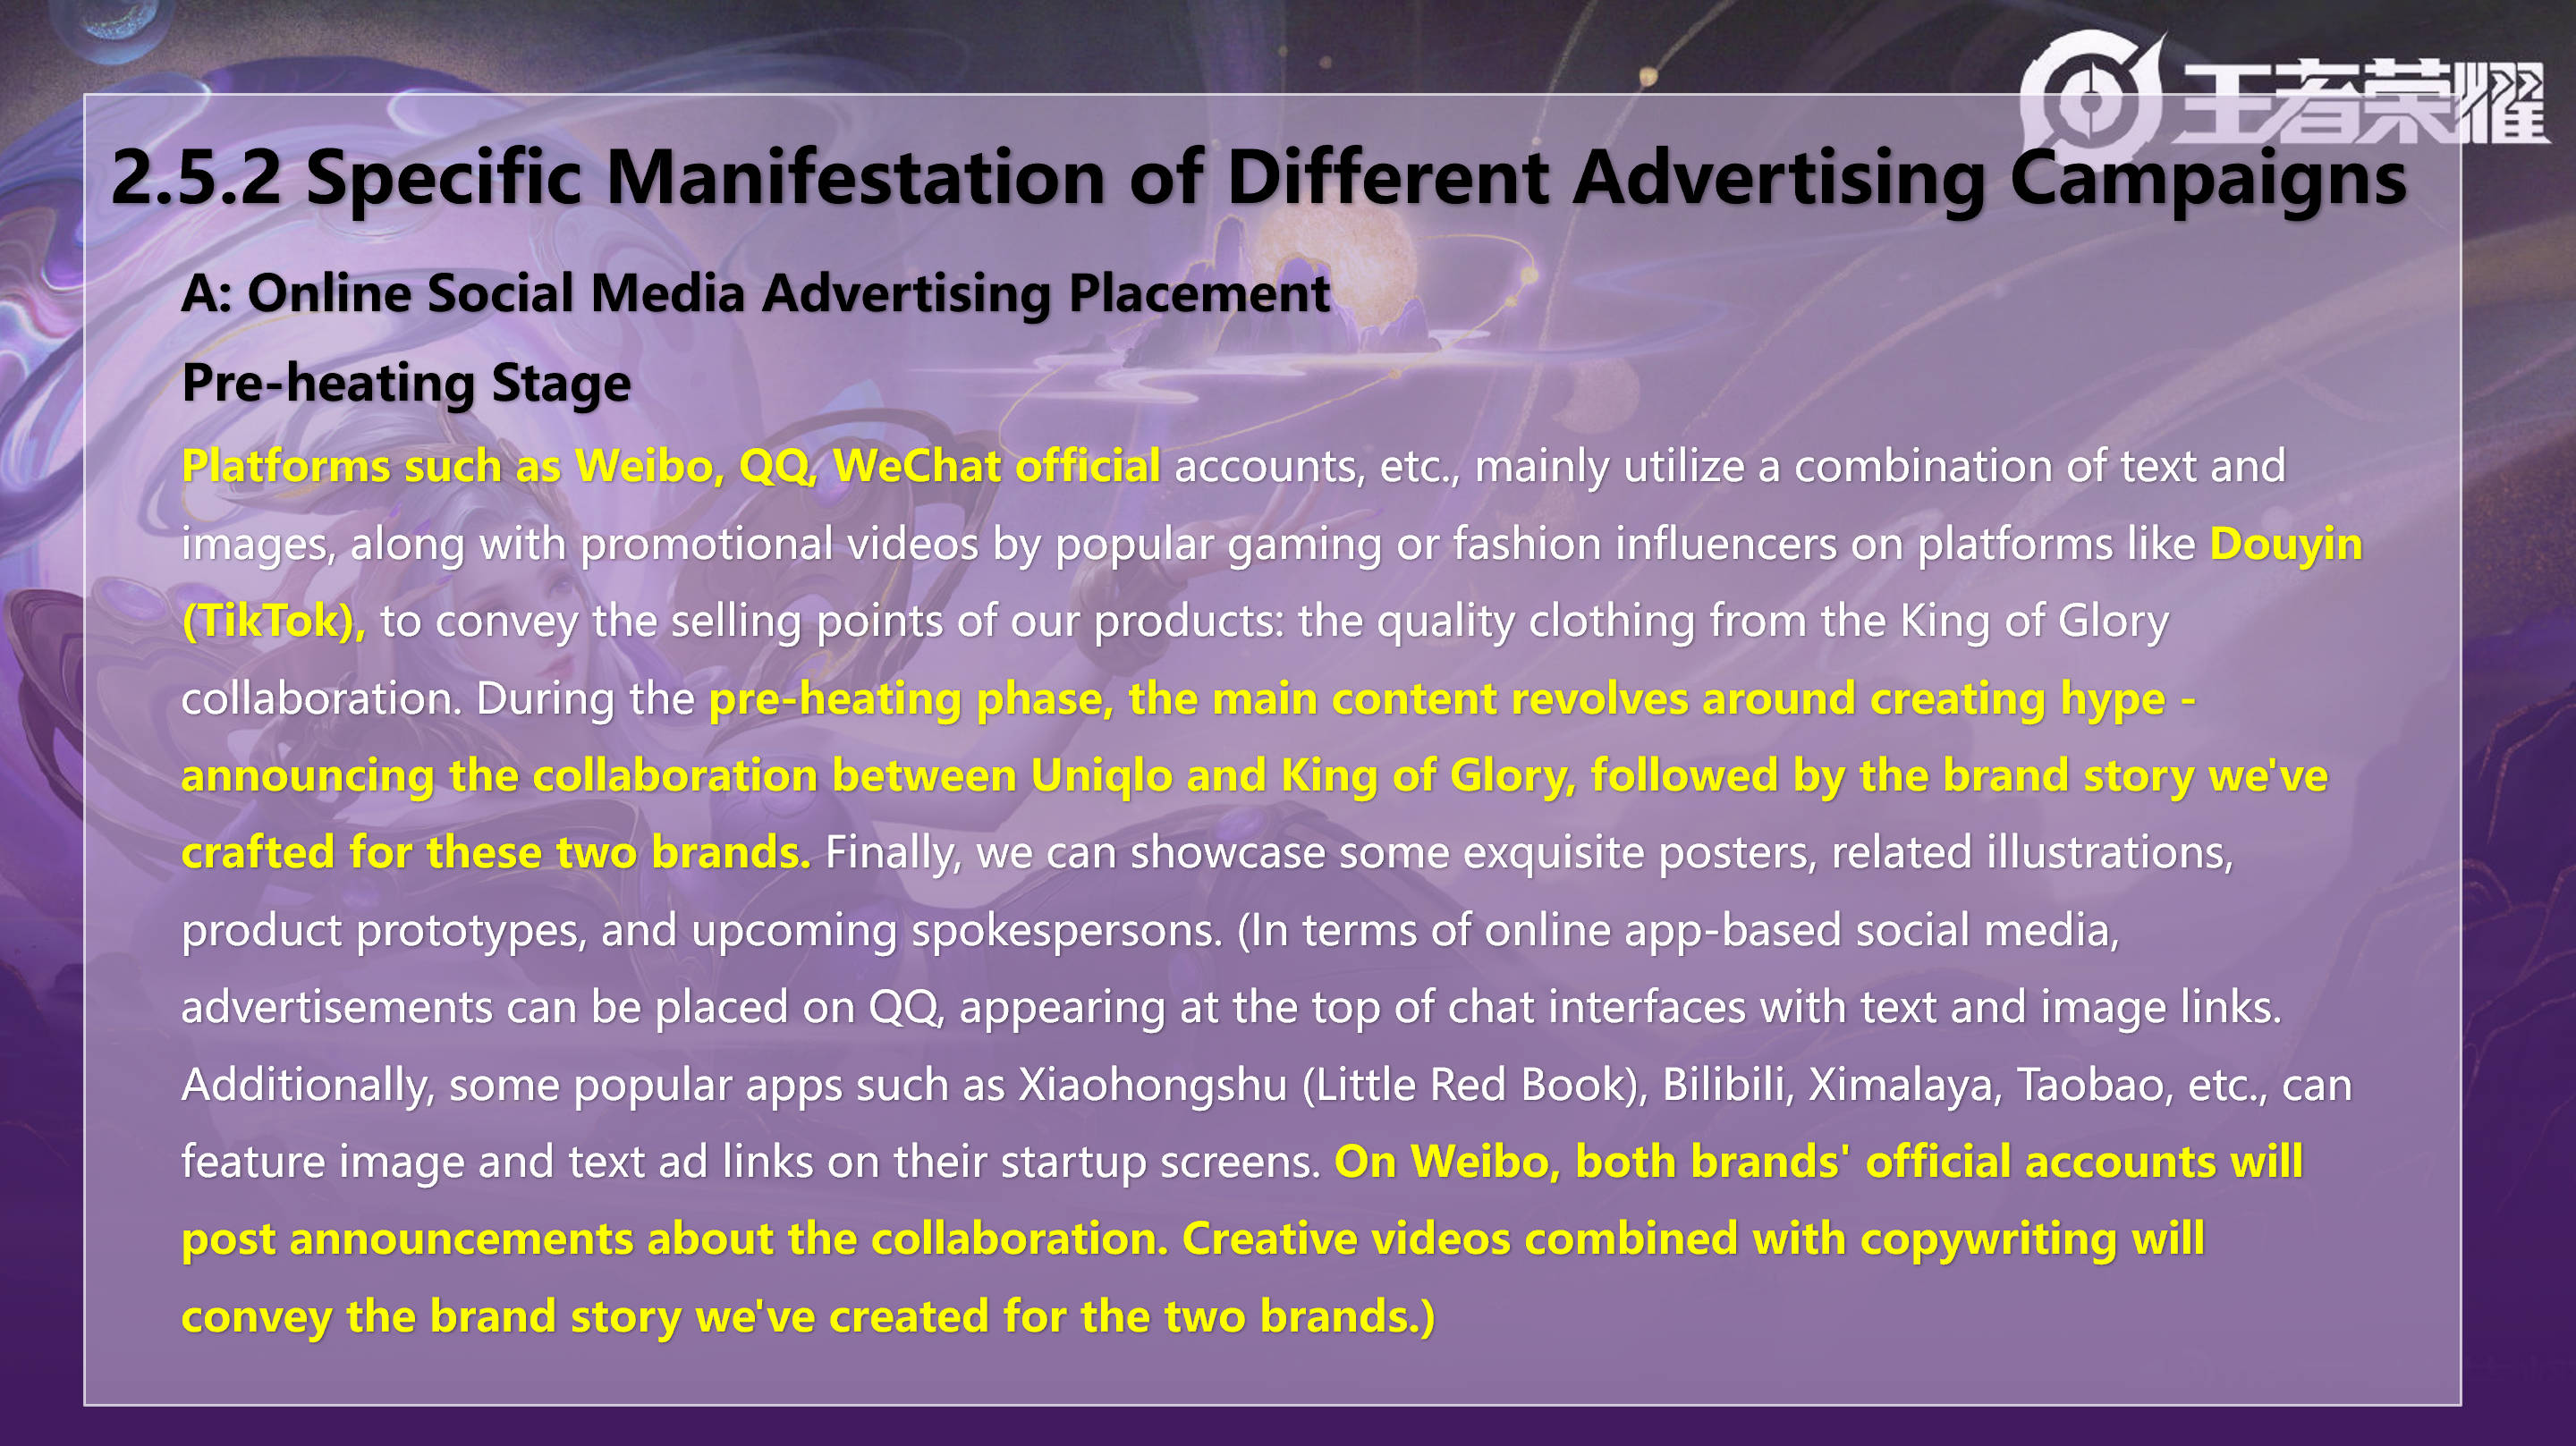 王者荣耀
2.5.2 Specific Manifestation of Different Advertising Campaigns
A: Online Social Media Advertising Placement
Pre-heating Stage
Platforms such as Weibo, QQ, WeChat official accounts, etc., mainly utilize a combination of text and
images, along with promotional videos by popular gaming or fashion influencers on platforms like Douyin
(TikTok), to convey the selling points of our products: the quality clothing from the King of Glory
collaboration. During the pre-heating phase, the main content revolves around creating hype -
announcing the collaboration between Uniqlo and King of Glory, followed by the brand story we've
crafted for these two brands. Finally, we can showcase some exquisite posters, related illustrations,
product prototypes, and upcoming spokespersons. (In terms of online app-based social media,
advertisements can be placed on QQ, appearing at the top of chat interfaces with text and image links.
Additionally, some popular apps such as Xiaohongshu (Little Red Book), Bilibili, Ximalaya, Taobao, etc., can
feature image and text ad links on their startup screens. On Weibo, both brands' official accounts will
post announcements about the collaboration. Creative videos combined with copywriting will
convey the brand story we've created for the two brands.)